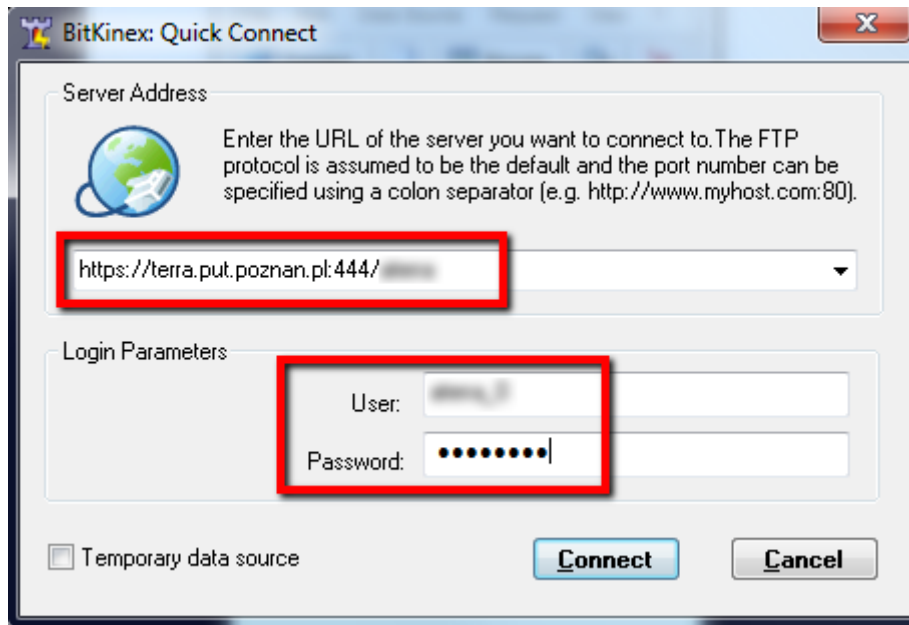 BitKinex: Quick Connect
Server Address
Enter the URL of the server you want to connect to.The FTP
protocol is assumed to be the default and the port number can be
specified using a colon separator (e.g. http://www.myhost.com:80).
https://terra.put.poznan.pl:444/
Login Parameters
User:
Password: ••••••••
Temporary data source
Connect
Cancel